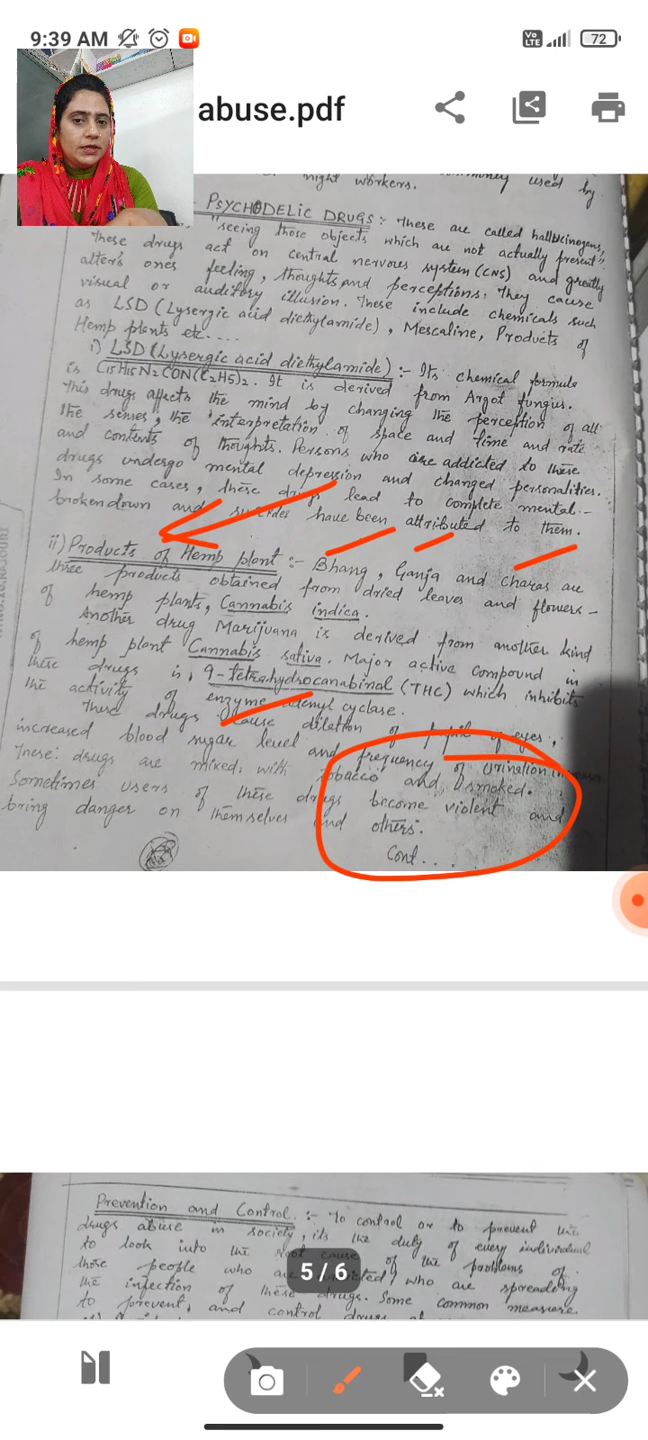 9:39 AM
Vo LTE 72
abuse.pdf
night workers. used by
PSYCHODELIC DRUGS :- These are called hallucinogens,
"seeing those objects which are not actually present".
These drugs act on central nervous system (CNS) and greatly
alter's ones feeling, thoughts and perceptions. They cause
visual or auditory illusion. These include chemicals such
as LSD (Lysergic acid diethylamide), Mescaline, Products of
Hemp plants etc....
i) LSD (Lysergic acid diethylamide) :- Its chemical formula
is C15H15N2CON(C2H5)2. It is derived from Argot fungus.
This drugs affects the mind by changing the perception of all
the senses, the interpretation of space and time and rate
and contents of thoughts. Persons who are addicted to these
drugs undergo mental depression and changed personalities.
In some cases, these drugs lead to complete mental-
broken down and suicides have been attributed to them.
ii) Products of Hemp plant :- Bhang, Ganja and charas are
three products obtained from dried leaves and flowers-
of hemp plants, Cannabis indica.
Another drug Marijuana is derived from another kind
of hemp plant Cannabis sativa. Major active compound in
these drugs is, 9-tetrahydrocanabinal (THC) which inhibits
the activity of enzyme adenyl cyclase.
These drugs cause dilation of pupil of eyes,
increased blood sugar level and frequency of urination
These: drugs are mixed, with tobacco and smoked.
Sometimes users of these drugs become violent and
bring danger on themselves and others.
Cont....
Prevention and Control :- To control or to prevent the
drugs abuse in society, its the duty of every individual
to look into the root cause of the problems of
those people who are addicted, who are spreading
the infection of these drugs. Some common measure
to prevent, and control drugs
5 / 6